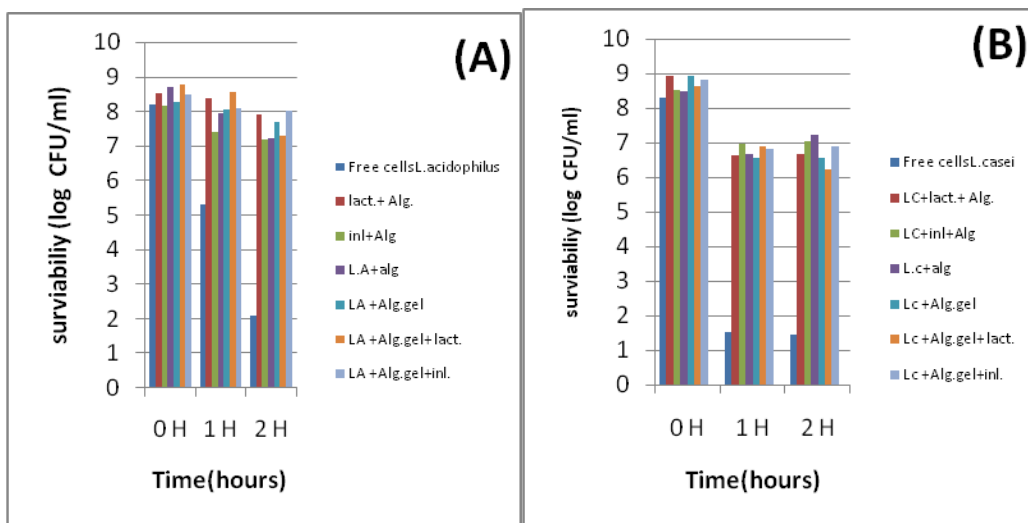 (A)
surviabiliy (log CFU/ml)
10
9
8
7
6
5
4
3
2
1
0
0 H 1 H 2 H
Time(hours)
Free cellsL.acidophilus
lact.+ Alg.
inl+Alg
L.A+alg
LA +Alg.gel
LA +Alg.gel+lact.
LA +Alg.gel+inl.
(B)
surviabiliy (log CFU/ml)
10
9
8
7
6
5
4
3
2
1
0
0 H 1 H 2 H
Time(hours)
Free cellsL.casei
LC+lact.+ Alg.
LC+inl+Alg
L.c+alg
Lc +Alg.gel
Lc +Alg.gel+lact.
Lc +Alg.gel+inl.